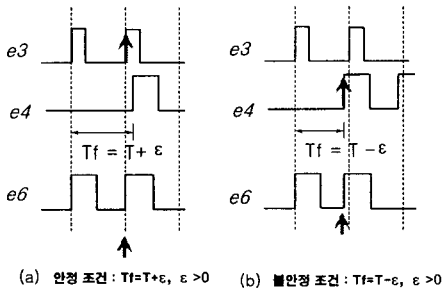 e3
e4
Tf = T+ ε
e6
(a) 안정 조건 : Tf=T+ε, ε >0
e3
e4
Tf = T-ε
e6
(b) 불안정 조건 : Tf=T-ε, ε >0